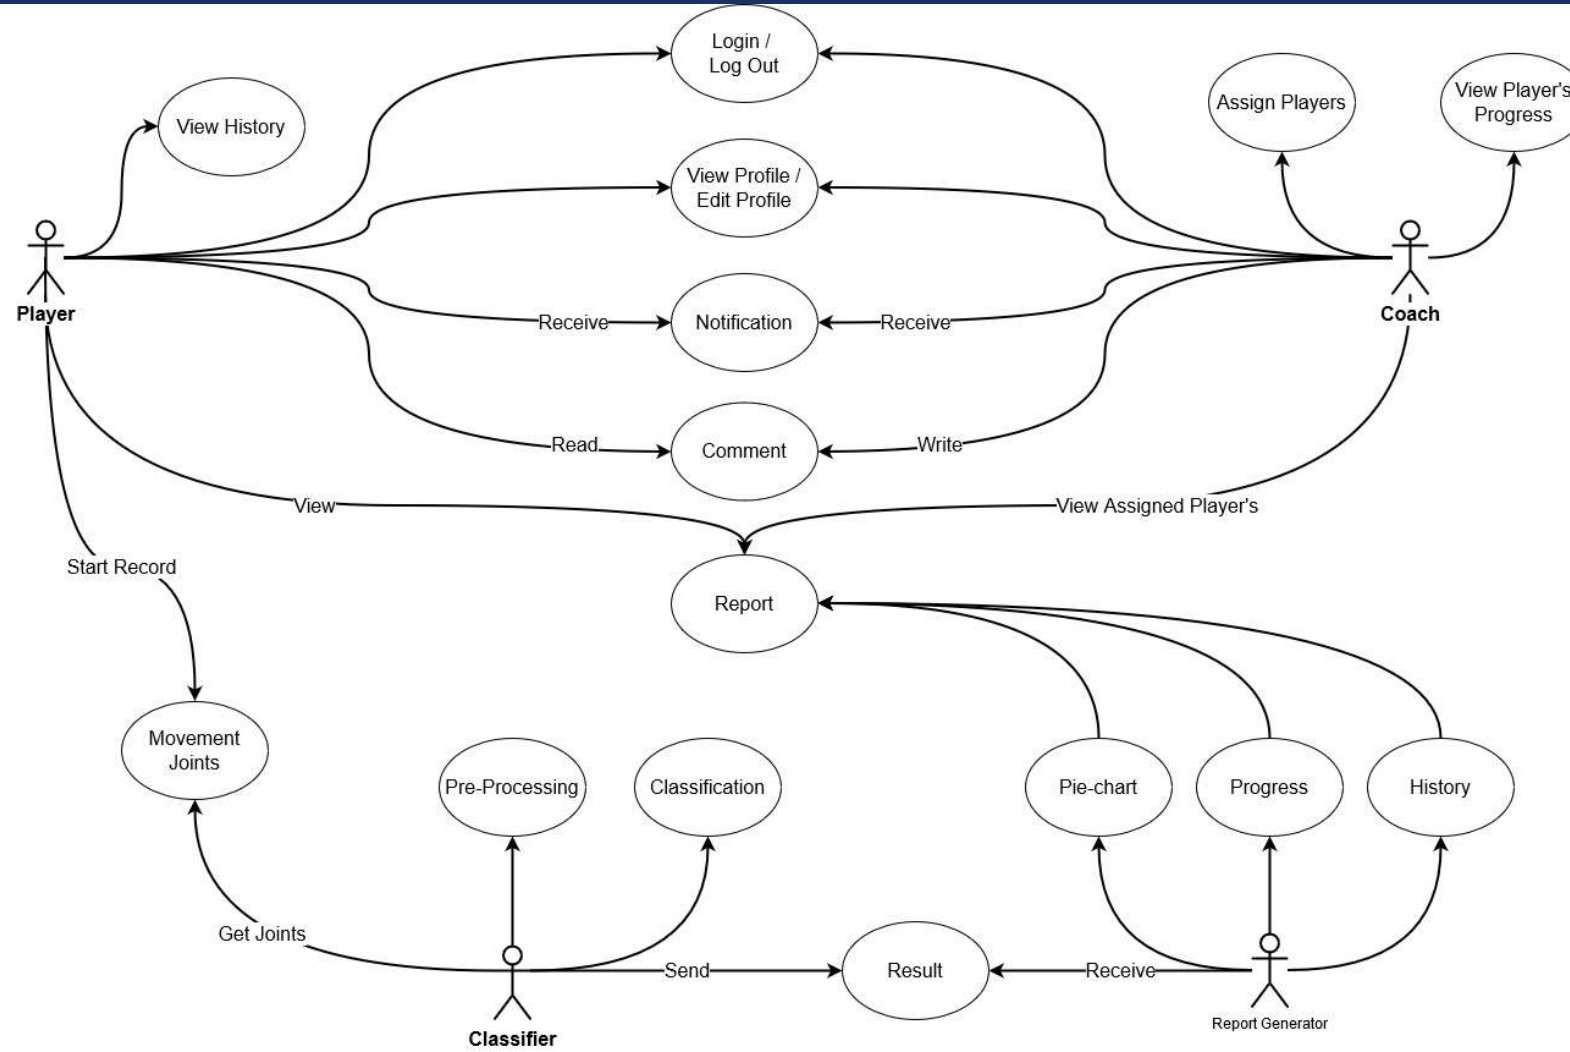 Login /
Log Out
Assign Players
View Player's
Progress
View History
View Profile /
Edit Profile
Player
Receive
Notification
Receive
Coach
Read
Comment
Write
View
View Assigned Player's
Start Record
Report
Movement
Joints
Pre-Processing
Classification
Pie-chart
Progress
History
Get Joints
Send
Result
Receive
Classifier
Report Generator